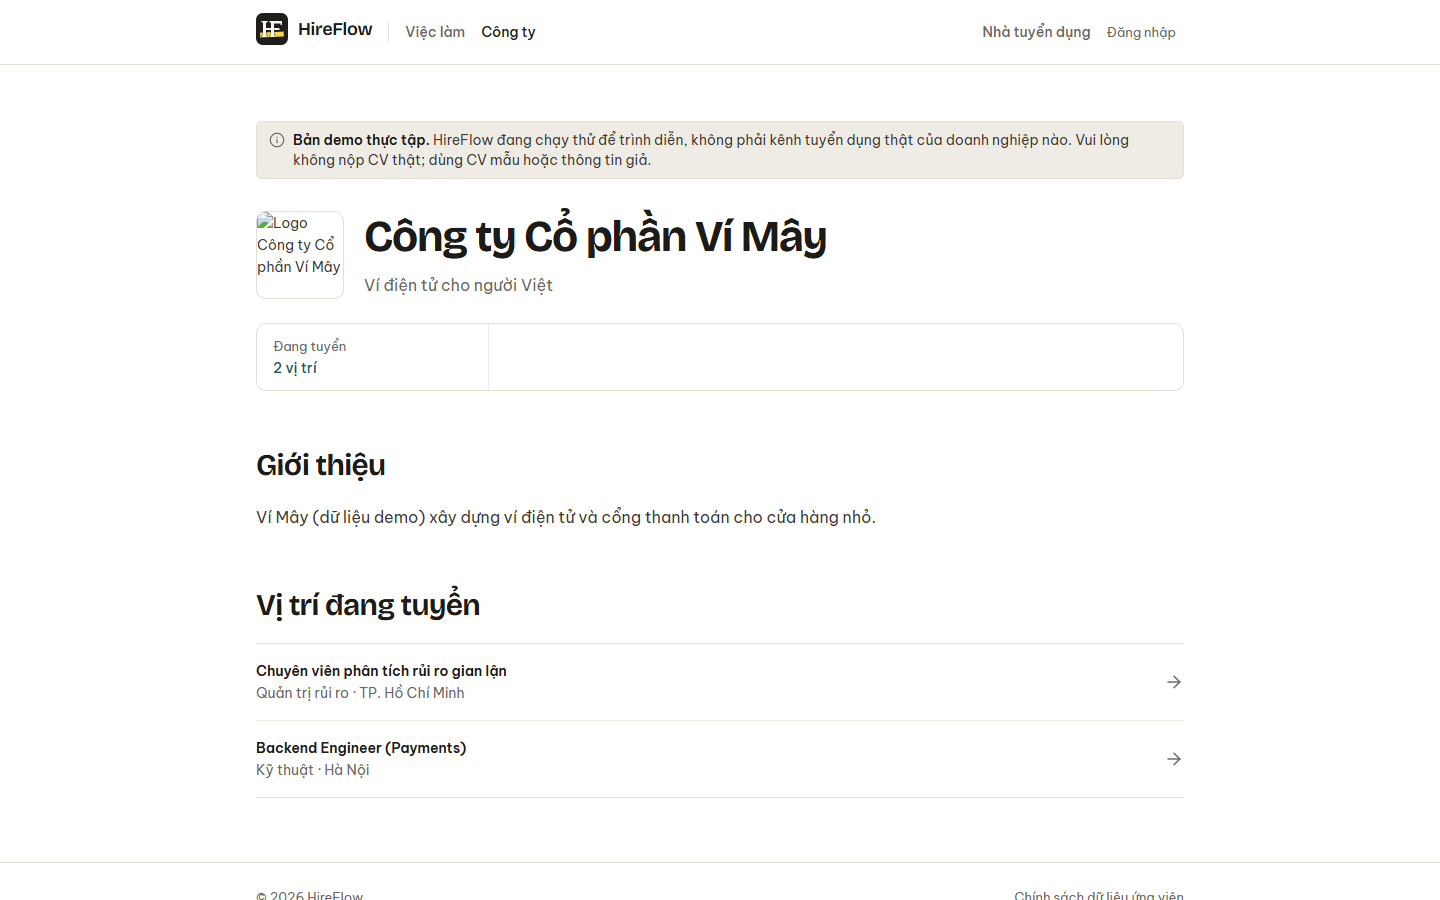 HireFlow
Việc làm
Công ty
Nhà tuyển dụng
Đăng nhập
Bản demo thực tập. HireFlow đang chạy thử để trình diễn, không phải kênh tuyển dụng thật của doanh nghiệp nào. Vui lòng
không nộp CV thật; dùng CV mẫu hoặc thông tin giả.
Logo
Công ty Cổ
phần Ví Mây
Công ty Cổ phần Ví Mây
Ví điện tử cho người Việt
Đang tuyển
2 vị trí
Giới thiệu
Ví Mây (dữ liệu demo) xây dựng ví điện tử và cổng thanh toán cho cửa hàng nhỏ.
Vị trí đang tuyển
Chuyên viên phân tích rủi ro gian lận
Quản trị rủi ro · TP. Hồ Chí Minh
Backend Engineer (Payments)
Kỹ thuật · Hà Nội
© 2026 HireFlow
Chính sách dữ liệu ứng viên